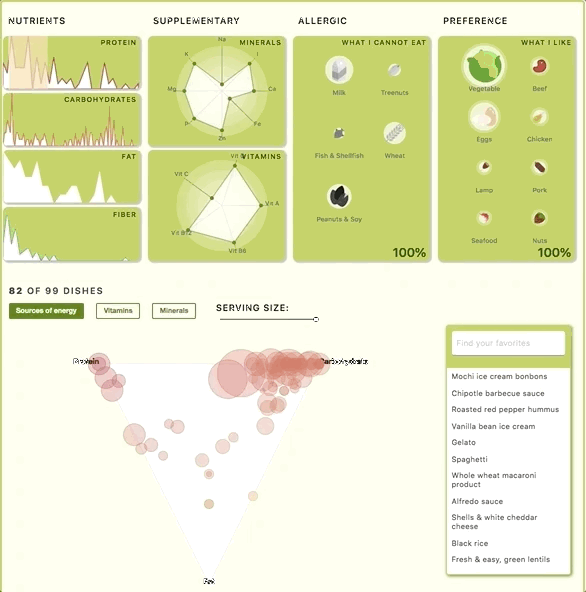 NUTRIENTS
SUPPLEMENTARY
ALLERGIC
PREFERENCE
PROTEIN
CARBOHYDRATES
FAT
FIBER
MINERALS
Na
K
I
Mg
Ca
P
Fe
Zn
VITAMINS
Vit C
Vit A
Vit B12
Vit B6
WHAT I CANNOT EAT
Milk
Treenuts
Fish & Shellfish
Wheat
Peanuts & Soy
100%
WHAT I LIKE
Vegetable
Beef
Eggs
Chicken
Lamp
Pork
Seafood
Nuts
100%
82 OF 99 DISHES
Sources of energy
Vitamins
Minerals
SERVING SIZE:
Protein
Carbohydrate
Fat
Find your favorites
Mochi ice cream bonbons
Chipotle barbecue sauce
Roasted red pepper hummus
Vanilla bean ice cream
Gelato
Spaghetti
Whole wheat macaroni
product
Alfredo sauce
Shells & white cheddar
cheese
Black rice
Fresh & easy, green lentils